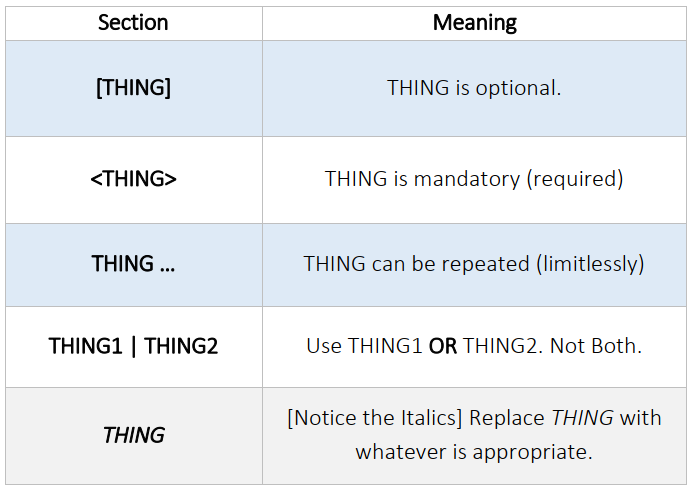 Section Meaning
[THING] THING is optional.
<THING> THING is mandatory (required)
THING ... THING can be repeated (limitlessly)
THING1 | THING2 Use THING1 OR THING2. Not Both.
[Notice the Italics] Replace THING with
THING
whatever is appropriate.